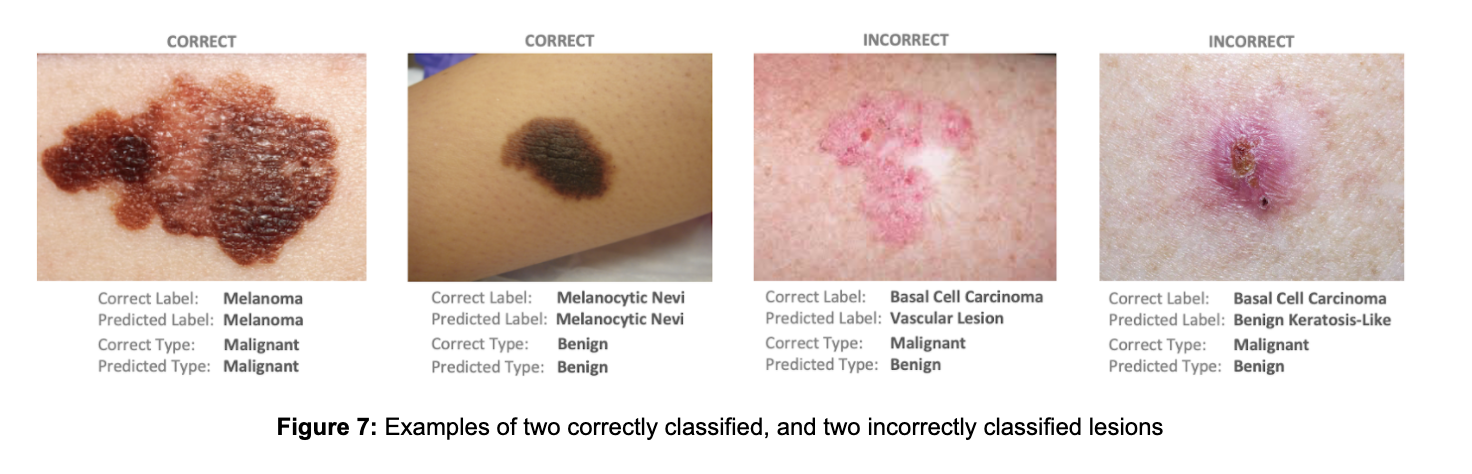 CORRECT
CORRECT
INCORRECT
INCORRECT
Correct Label: Melanoma
Predicted Label: Melanoma
Correct Type: Malignant
Predicted Type: Malignant
Correct Label: Melanocytic Nevi
Predicted Label: Melanocytic Nevi
Correct Type: Benign
Predicted Type: Benign
Correct Label: Basal Cell Carcinoma
Predicted Label: Vascular Lesion
Correct Type: Malignant
Predicted Type: Benign
Correct Label: Basal Cell Carcinoma
Predicted Label: Benign Keratosis-Like
Correct Type: Malignant
Predicted Type: Benign
Figure 7: Examples of two correctly classified, and two incorrectly classified lesions